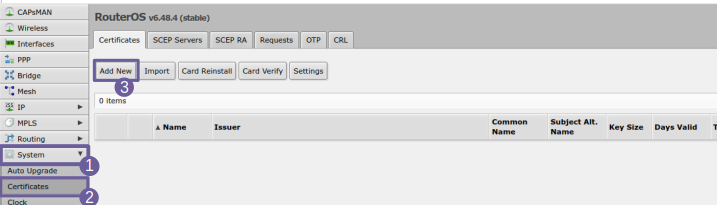 CAPsMAN
Wireless
Interfaces
PPP
Bridge
Mesh
IP
MPLS
Routing
System
1
Auto Upgrade
Certificates
2
Clock
RouterOS v6.48.4 (stable)
Certificates SCEP Servers SCEP RA Requests OTP CRL
Add New Import Card Reinstall Card Verify Settings
3
0 items
▲ Name Issuer Common Name Subject Alt. Name Key Size Days Valid T